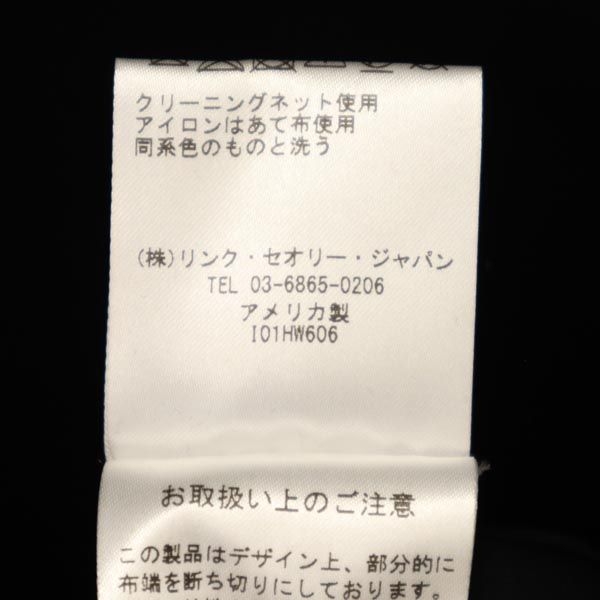 クリーニングネット使用
アイロンはあて布使用
同系色のものと洗う
(株)リンク・セオリー・ジャパン
TEL 03-6865-0206
アメリカ製
I01HW606
お取扱い上のご注意
この製品はデザイン上、部分的に
布端を断ち切りにしております。